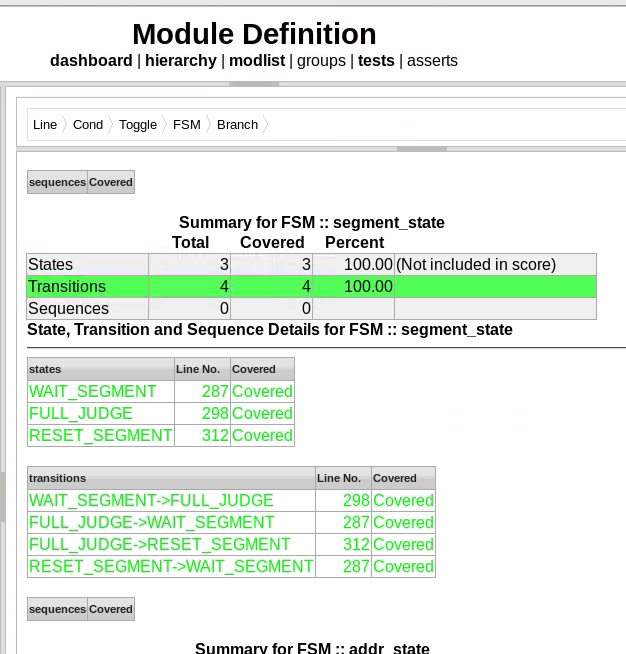 Module Definition
dashboard | hierarchy | modlist | groups | tests | asserts
Line Cond Toggle FSM Branch
sequences Covered
Summary for FSM :: segment_state
Total Covered Percent
States 3 3 100.00 (Not included in score)
Transitions 4 4 100.00
Sequences 0 0
State, Transition and Sequence Details for FSM :: segment_state
states Line No. Covered
WAIT_SEGMENT 287 Covered
FULL_JUDGE 298 Covered
RESET_SEGMENT 312 Covered
transitions Line No. Covered
WAIT_SEGMENT->FULL_JUDGE 298 Covered
FULL_JUDGE->WAIT_SEGMENT 287 Covered
FULL_JUDGE->RESET_SEGMENT 312 Covered
RESET_SEGMENT->WAIT_SEGMENT 287 Covered
sequences Covered
Summary for FSM :: addr_state